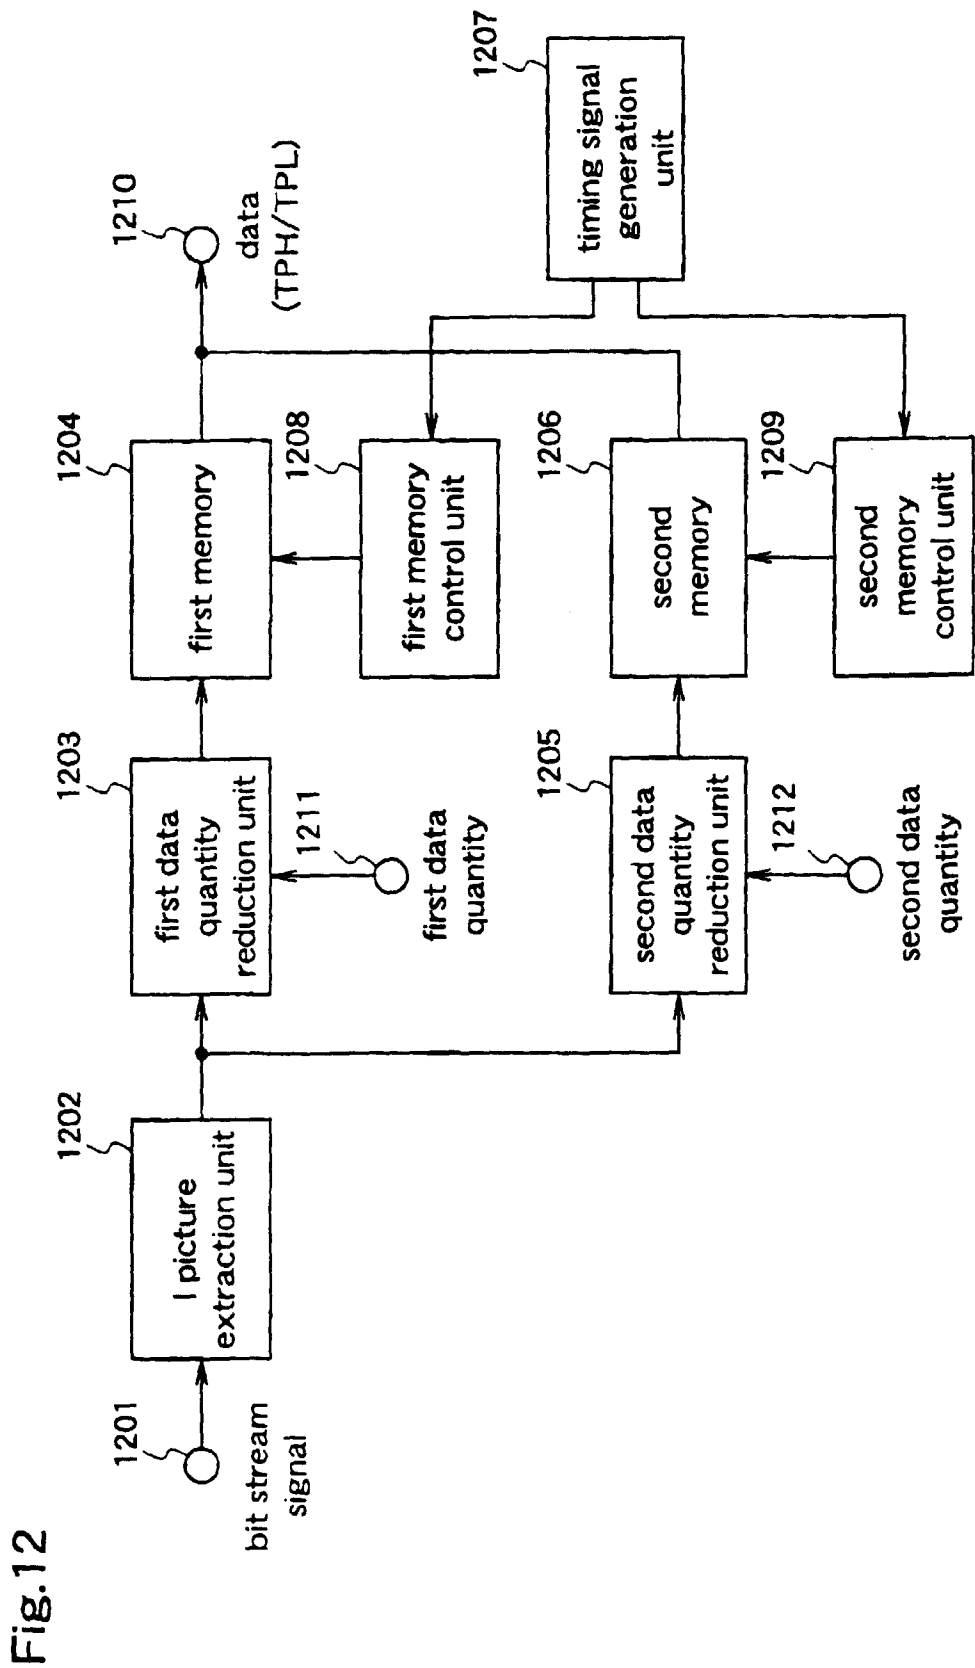 Fig.12
1201
bit stream
signal
1202
I picture
extraction unit
1203
first data
quantity
reduction unit
1211
first data
quantity
1204
first memory
1208
first memory
control unit
1210
data
(TPH/TPL)
1205
second data
quantity
reduction unit
1212
second data
quantity
1206
second
memory
1209
second
memory
control unit
1207
timing signal
generation
unit